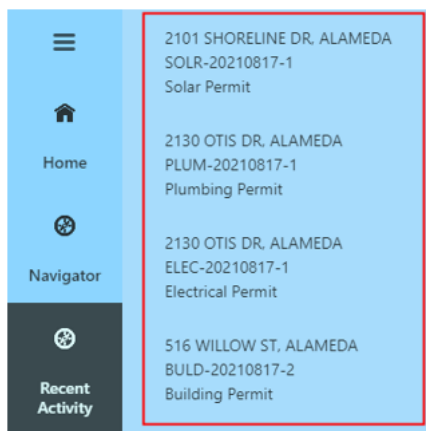 Home
Navigator
Recent
Activity
2101 SHORELINE DR, ALAMEDA
SOLR-20210817-1
Solar Permit
2130 OTIS DR, ALAMEDA
PLUM-20210817-1
Plumbing Permit
2130 OTIS DR, ALAMEDA
ELEC-20210817-1
Electrical Permit
516 WILLOW ST, ALAMEDA
BULD-20210817-2
Building Permit